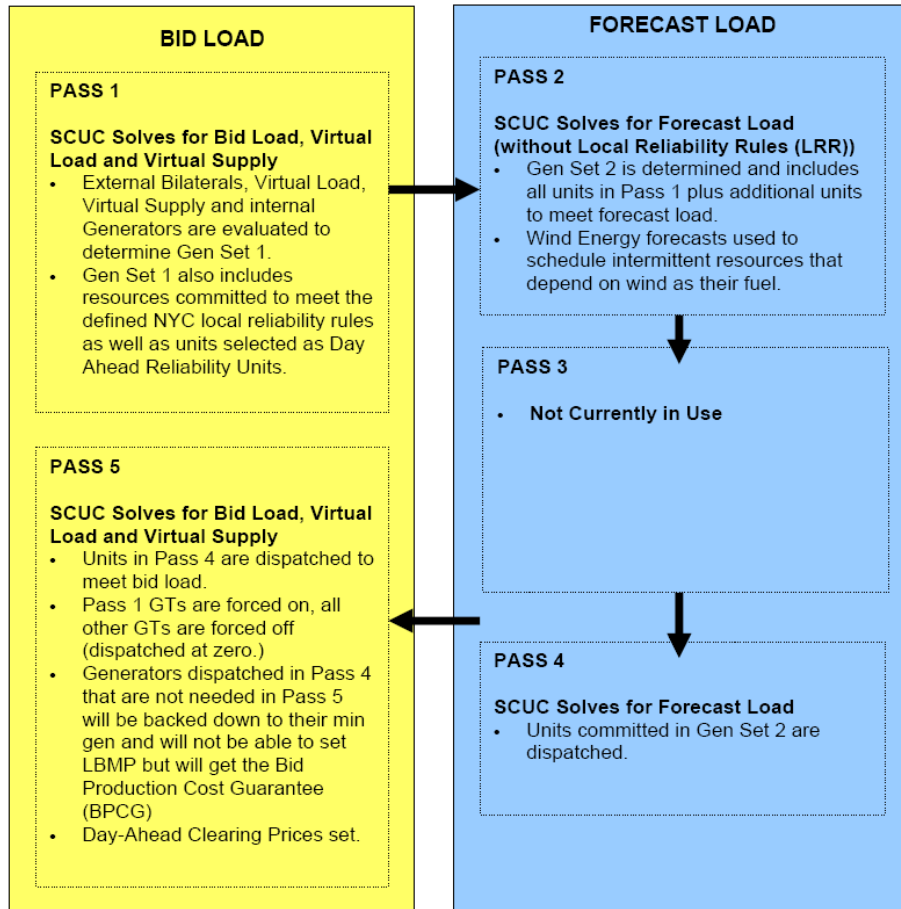 BID LOAD
PASS 1
SCUC Solves for Bid Load, Virtual
Load and Virtual Supply
• External Bilaterals, Virtual Load,
Virtual Supply and internal
Generators are evaluated to
determine Gen Set 1.
• Gen Set 1 also includes
resources committed to meet the
defined NYC local reliability rules
as well as units selected as Day
Ahead Reliability Units.
FORECAST LOAD
PASS 2
SCUC Solves for Forecast Load
(without Local Reliability Rules (LRR))
• Gen Set 2 is determined and includes
all units in Pass 1 plus additional units
to meet forecast load.
• Wind Energy forecasts used to
schedule intermittent resources that
depend on wind as their fuel.
PASS 3
• Not Currently in Use
PASS 4
SCUC Solves for Forecast Load
• Units committed in Gen Set 2 are
dispatched.
PASS 5
SCUC Solves for Bid Load, Virtual
Load and Virtual Supply
• Units in Pass 4 are dispatched to
meet bid load.
• Pass 1 GTs are forced on, all
other GTs are forced off
(dispatched at zero.)
• Generators dispatched in Pass 4
that are not needed in Pass 5
will be backed down to their min
gen and will not be able to set
LBMP but will get the Bid
Production Cost Guarantee
(BPCG)
• Day-Ahead Clearing Prices set.